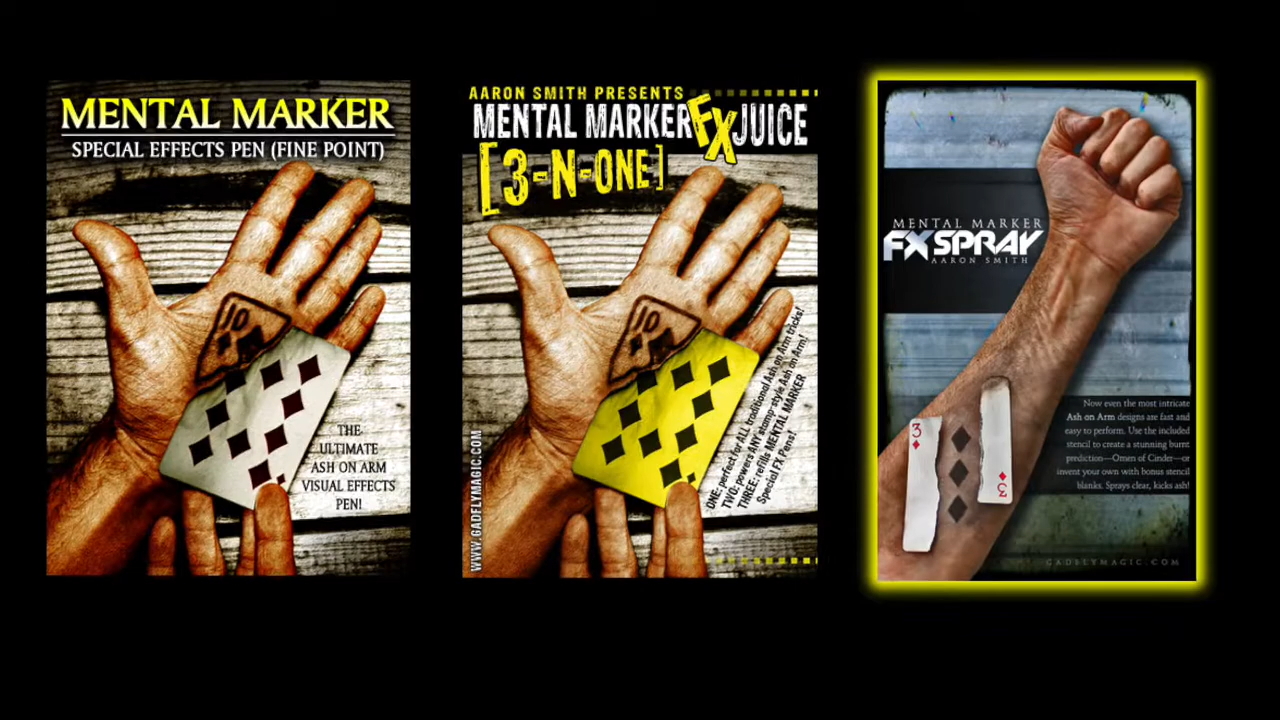 MENTAL MARKER
SPECIAL EFFECTS PEN (FINE POINT)
10
THE
ULTIMATE
ASH ON ARM
VISUAL EFFECTS
PEN!
AARON SMITH PRESENTS
MENTAL MARKER FX JUICE
[3-N-ONE]
10
ONE: perfect for ALL traditional Ash on Arm tricks!
TWO: powers ANY stamp-style Ash on Arm!
THREE: refills MENTAL MARKER
Special FX Pens!
WWW.GADFLYMAGIC.COM
MENTAL MARKER
FX SPRAY
AARON SMITH
3
3
Now even the most intricate
Ash on Arm designs are fast and
easy to perform. Use the included
stencil to create a stunning burnt
prediction—Omen of Cinder—or
invent your own with bonus stencil
blanks. Sprays clear, kicks ash!
GADFLYMAGIC.COM